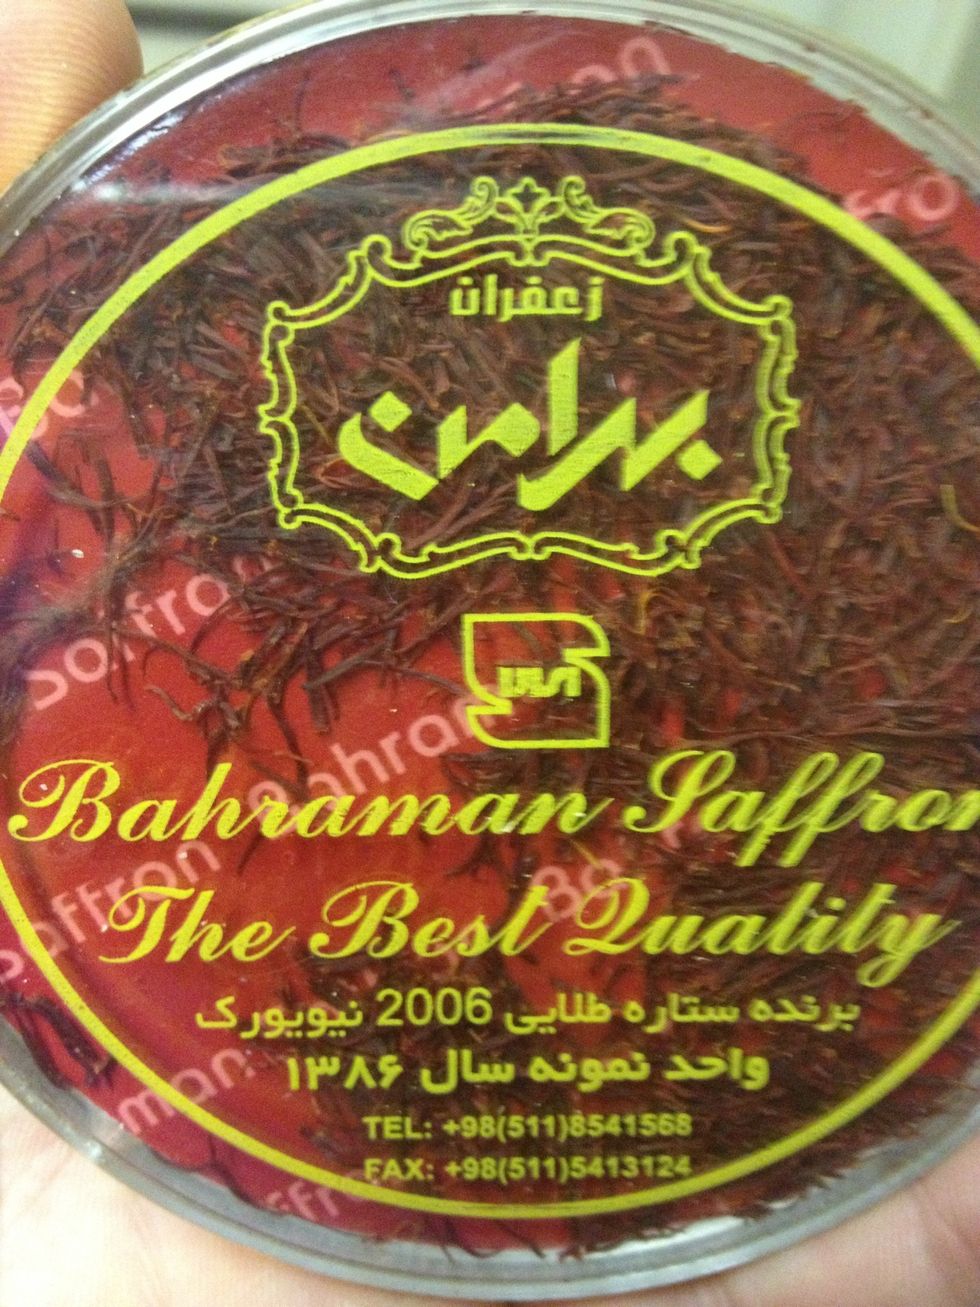 زعفران
بهرامن
Bahraman Saffron
The Best Quality
برنده ستاره طلایی 2006 نیویورک
واحد نمونه سال ۱۳۸۶
TEL: +98(511)8541568
FAX: +98(511)5413124